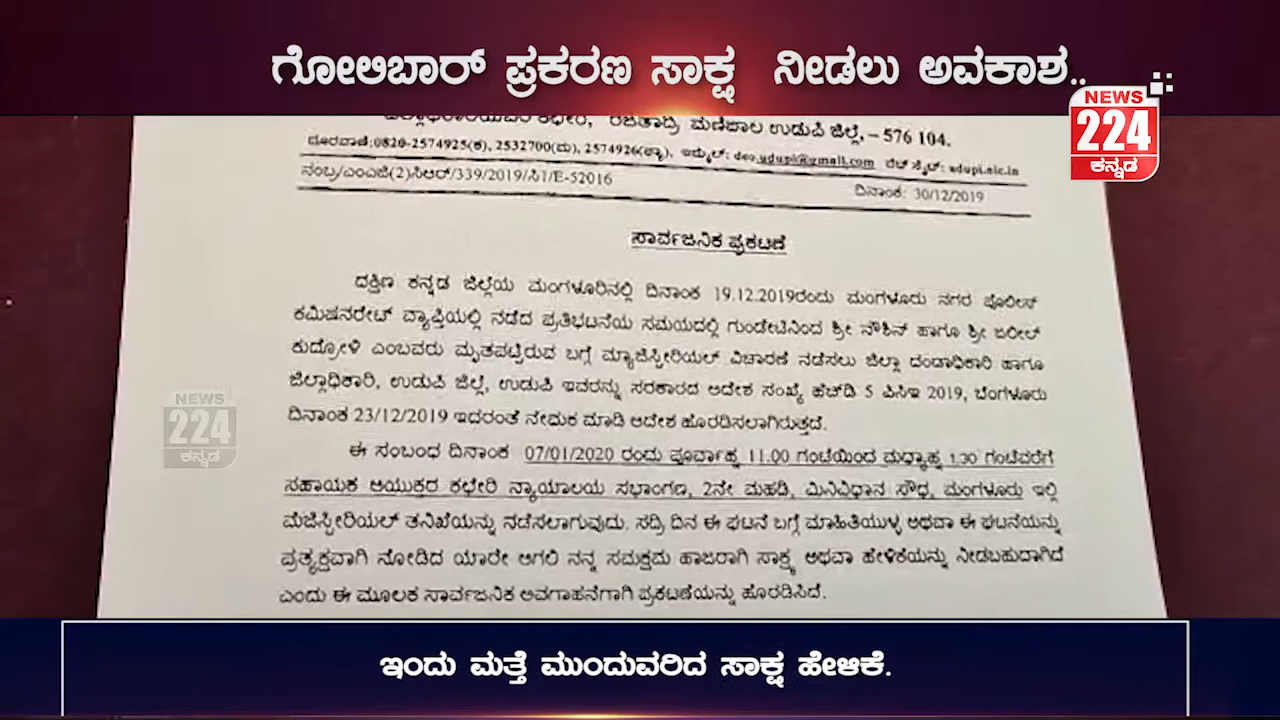 ಗೋಲಿಬಾರ್ ಪ್ರಕರಣ ಸಾಕ್ಷ ನೀಡಲು ಅವಕಾಶ..
NEWS
224
ಕನ್ನಡ
ಕಛೇರಿ, ರಜತಾದ್ರಿ ಮಣಿಪಾಲ ಉಡುಪಿ ಜಿಲ್ಲೆ, – 576 104.
ದೂರವಾಣಿ:0820-2574925(ಕ), 2532700(ಮ), 2574926(ಫ್ಯಾ), ಇಮೈಲ್: deo.udupi@gmail.com ವೆಬ್ ಸೈಟ್: udupi.nic.in
ನಂಬ್ರ/ಎಂಎಜಿ(2)ಸಿಆರ್/339/2019/ಸಿ1/E-52016 ದಿನಾಂಕ: 30/12/2019
ಸಾರ್ವಜನಿಕ ಪ್ರಕಟಣೆ
ದಕ್ಷಿಣ ಕನ್ನಡ ಜಿಲ್ಲೆಯ ಮಂಗಳೂರಿನಲ್ಲಿ ದಿನಾಂಕ 19.12.2019ರಂದು ಮಂಗಳೂರು ನಗರ ಪೊಲೀಸ್
ಕಮಿಷನರೇಟ್ ವ್ಯಾಪ್ತಿಯಲ್ಲಿ ನಡೆದ ಪ್ರತಿಭಟನೆಯ ಸಮಯದಲ್ಲಿ ಗುಂಡೇಟಿನಿಂದ ಶ್ರೀ ನೌಶಿನ್ ಹಾಗೂ ಶ್ರೀ ಜಲೀಲ್
ಕುದ್ರೋಳಿ ಎಂಬವರು ಮೃತಪಟ್ಟಿರುವ ಬಗ್ಗೆ ಮ್ಯಾಜಿಸ್ಟೀರಿಯಲ್ ವಿಚಾರಣೆ ನಡೆಸಲು ಜಿಲ್ಲಾ ದಂಡಾಧಿಕಾರಿ ಹಾಗೂ
ಜಿಲ್ಲಾಧಿಕಾರಿ, ಉಡುಪಿ ಜಿಲ್ಲೆ, ಉಡುಪಿ ಇವರನ್ನು ಸರಕಾರದ ಆದೇಶ ಸಂಖ್ಯೆ ಹೆಚ್‌ಡಿ 5 ಪಿಸಿಇ 2019, ಬೆಂಗಳೂರು
ದಿನಾಂಕ 23/12/2019 ಇದರಂತೆ ನೇಮಕ ಮಾಡಿ ಆದೇಶ ಹೊರಡಿಸಲಾಗಿರುತ್ತದೆ.
ಈ ಸಂಬಂಧ ದಿನಾಂಕ 07/01/2020 ರಂದು ಪೂರ್ವಾಹ್ನ 11.00 ಗಂಟೆಯಿಂದ ಮಧ್ಯಾಹ್ನ 1.30 ಗಂಟೆವರೆಗೆ
ಸಹಾಯಕ ಆಯುಕ್ತರ ಕಛೇರಿ ನ್ಯಾಯಾಲಯ ಸಭಾಂಗಣ, 2ನೇ ಮಹಡಿ, ಮಿನಿವಿಧಾನ ಸೌಧ, ಮಂಗಳೂರು ಇಲ್ಲಿ
ಮೆಜಿಸ್ಟೀರಿಯಲ್ ತನಿಖೆಯನ್ನು ನಡೆಸಲಾಗುವುದು. ಸದ್ರಿ ದಿನ ಈ ಘಟನೆ ಬಗ್ಗೆ ಮಾಹಿತಿಯುಳ್ಳ ಅಥವಾ ಈ ಘಟನೆಯನ್ನು
ಪ್ರತ್ಯಕ್ಷವಾಗಿ ನೋಡಿದ ಯಾರೇ ಆಗಲಿ ನನ್ನ ಸಮಕ್ಷಮ ಹಾಜರಾಗಿ ಸಾಕ್ಷ್ಯ ಅಥವಾ ಹೇಳಿಕೆಯನ್ನು ನೀಡಬಹುದಾಗಿದೆ
ಎಂದು ಈ ಮೂಲಕ ಸಾರ್ವಜನಿಕ ಅವಗಾಹನೆಗಾಗಿ ಪ್ರಕಟಣೆಯನ್ನು ಹೊರಡಿಸಿದೆ.
NEWS
224
ಕನ್ನಡ
ಇಂದು ಮತ್ತೆ ಮುಂದುವರಿದ ಸಾಕ್ಷ ಹೇಳಿಕೆ.